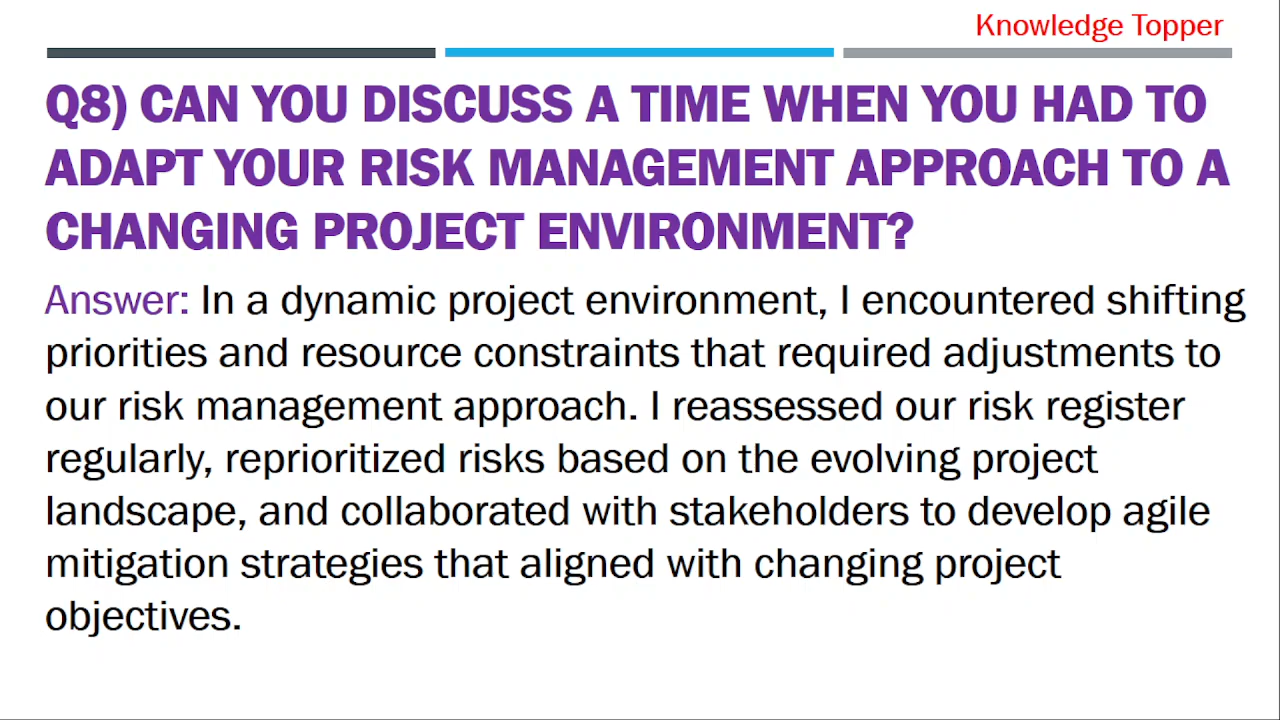 Knowledge Topper
Q8) CAN YOU DISCUSS A TIME WHEN YOU HAD TO
ADAPT YOUR RISK MANAGEMENT APPROACH TO A
CHANGING PROJECT ENVIRONMENT?
Answer: In a dynamic project environment, I encountered shifting
priorities and resource constraints that required adjustments to
our risk management approach. I reassessed our risk register
regularly, reprioritized risks based on the evolving project
landscape, and collaborated with stakeholders to develop agile
mitigation strategies that aligned with changing project
objectives.